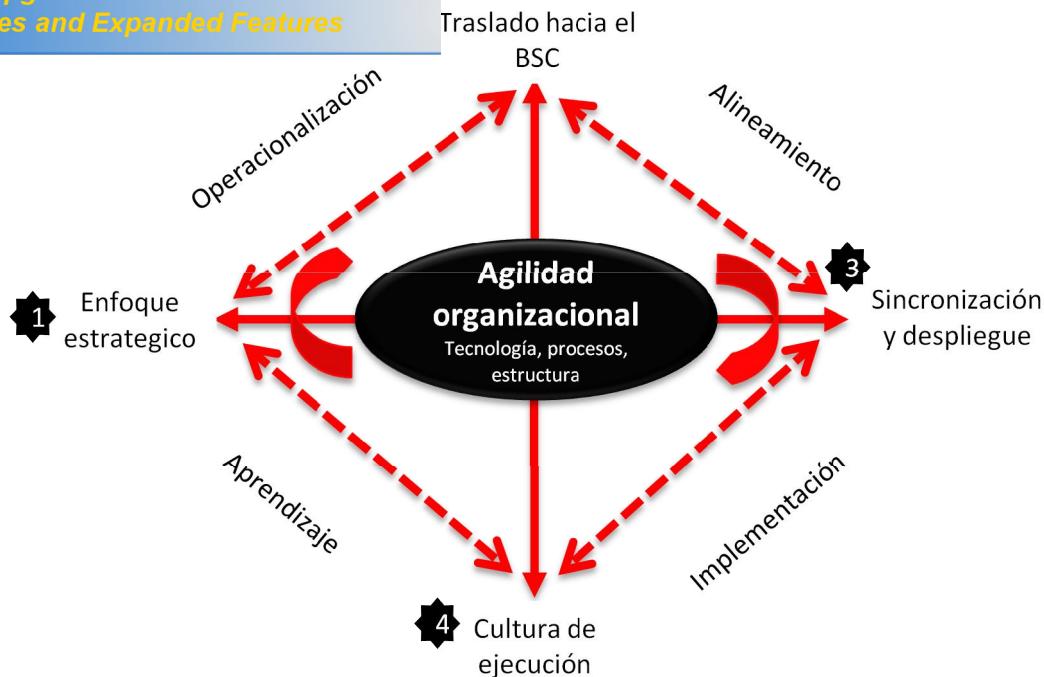 es and Expanded Features
Traslado hacia el
BSC
Operacionalización
Alineamiento
1
Enfoque
estrategico
Agilidad
organizacional
Tecnología, procesos,
estructura
3
Sincronización
y despliegue
Aprendizaje
Implementación
4
Cultura de
ejecución